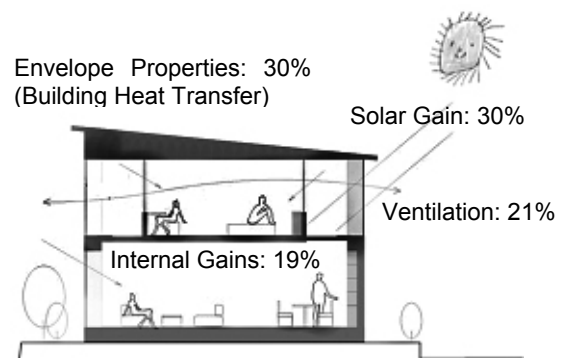 Envelope Properties: 30%
(Building Heat Transfer)
Solar Gain: 30%
Ventilation: 21%
Internal Gains: 19%